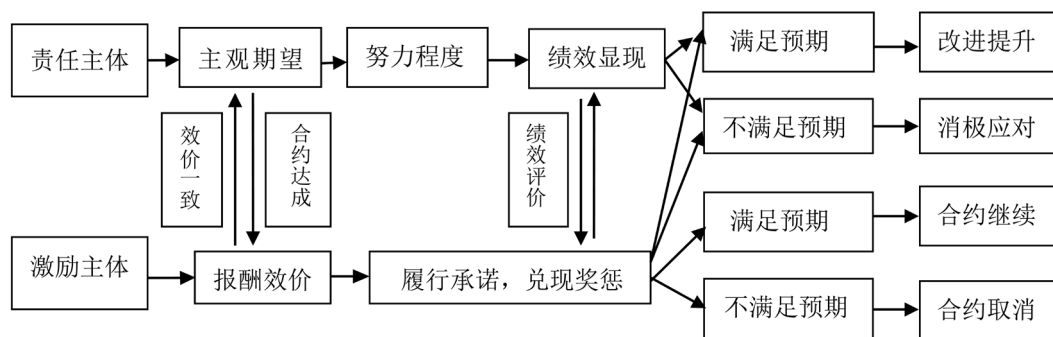 责任主体
主观期望
努力程度
绩效显现
满足预期
改进提升
不满足预期
消极应对
效价一致
合约达成
绩效评价
满足预期
合约继续
激励主体
报酬效价
履行承诺，兑现奖惩
不满足预期
合约取消